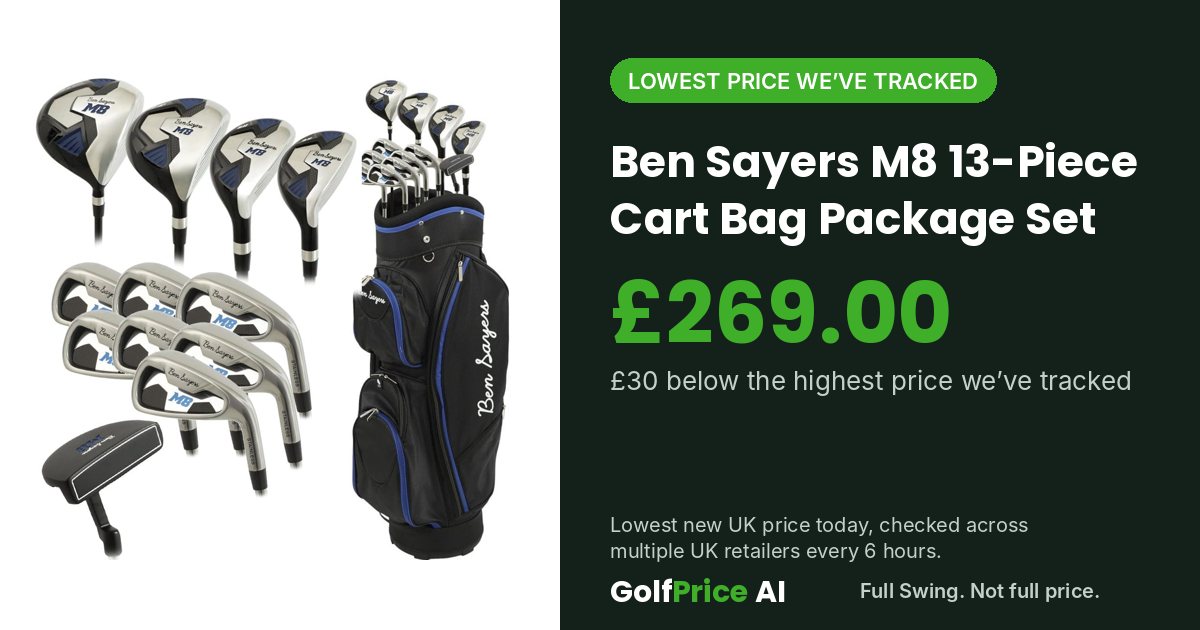 Ben Sayers
M8
Ben Sayers
M8
Ben Sayers
M8
Ben Sayers
M8
Ben Sayers
Ben Sayers
Ben Sayers
M8
Ben Sayers
M8
Ben Sayers
Ben Sayers
LOWEST PRICE WE’VE TRACKED
Ben Sayers M8 13-Piece
Cart Bag Package Set
£269.00
£30 below the highest price we’ve tracked
Lowest new UK price today, checked across
multiple UK retailers every 6 hours.
GolfPrice AI
Full Swing. Not full price.